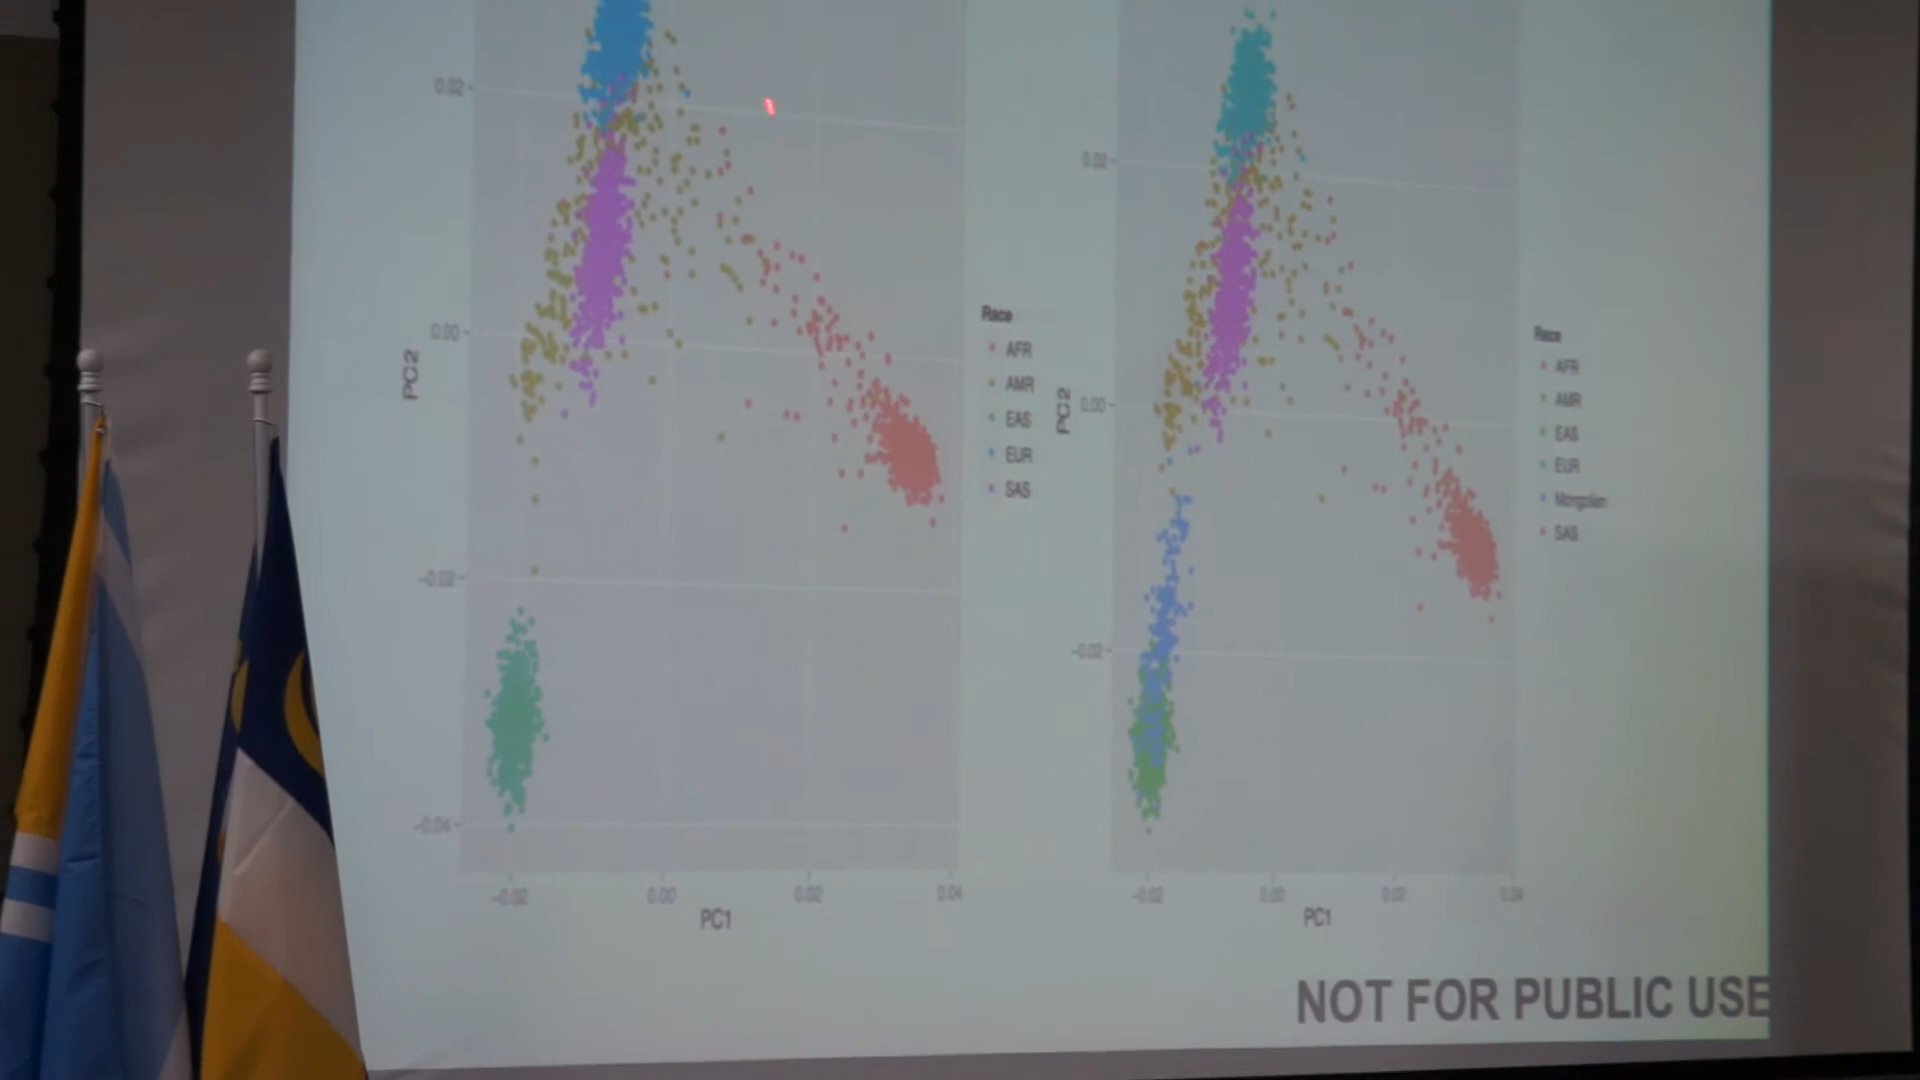 0.02
0.00
-0.02
-0.04
PC2
-0.02 0.00 0.02 0.04
PC1
Race
AFR
AMR
EAS
EUR
SAS
0.02
0.00
-0.02
PC2
-0.02 0.00 0.02 0.04
PC1
Race
AFR
AMR
EAS
EUR
Mongolian
SAS
NOT FOR PUBLIC USE